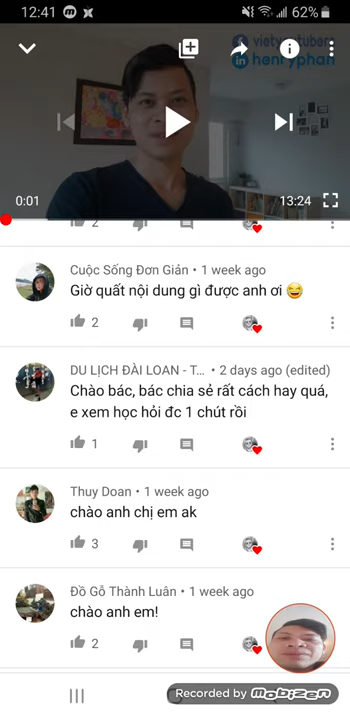 12:41
62%
vietyoutubers
henryphan
0:01
13:24
2
Cuộc Sống Đơn Giản • 1 week ago
Giờ quất nội dung gì được anh ơi 😂
2
DU LỊCH ĐÀI LOAN - T... • 2 days ago (edited)
Chào bác, bác chia sẻ rất cách hay quá,
e xem học hỏi đc 1 chút rồi
1
Thuy Doan • 1 week ago
chào anh chị em ak
3
Đồ Gỗ Thành Luân • 1 week ago
chào anh em!
2
Recorded by Mobizen